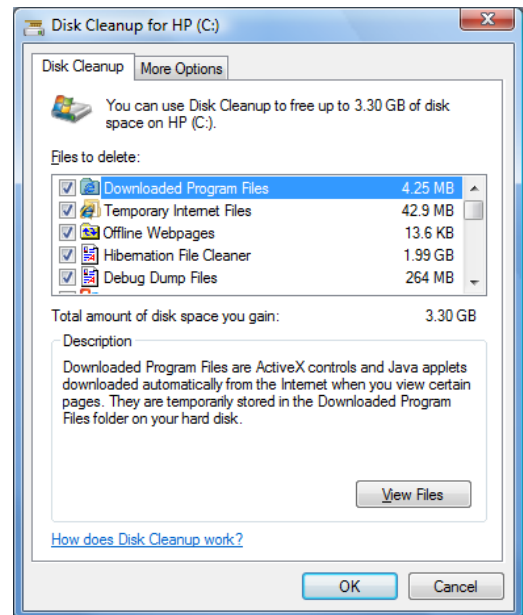 Disk Cleanup for HP (C:)
Disk Cleanup
More Options
You can use Disk Cleanup to free up to 3.30 GB of disk
space on HP (C:).
Files to delete:
Downloaded Program Files 4.25 MB
Temporary Internet Files 42.9 MB
Offline Webpages 13.6 KB
Hibernation File Cleaner 1.99 GB
Debug Dump Files 264 MB
Total amount of disk space you gain: 3.30 GB
Description
Downloaded Program Files are ActiveX controls and Java applets
downloaded automatically from the Internet when you view certain
pages. They are temporarily stored in the Downloaded Program
Files folder on your hard disk.
View Files
How does Disk Cleanup work?
OK
Cancel